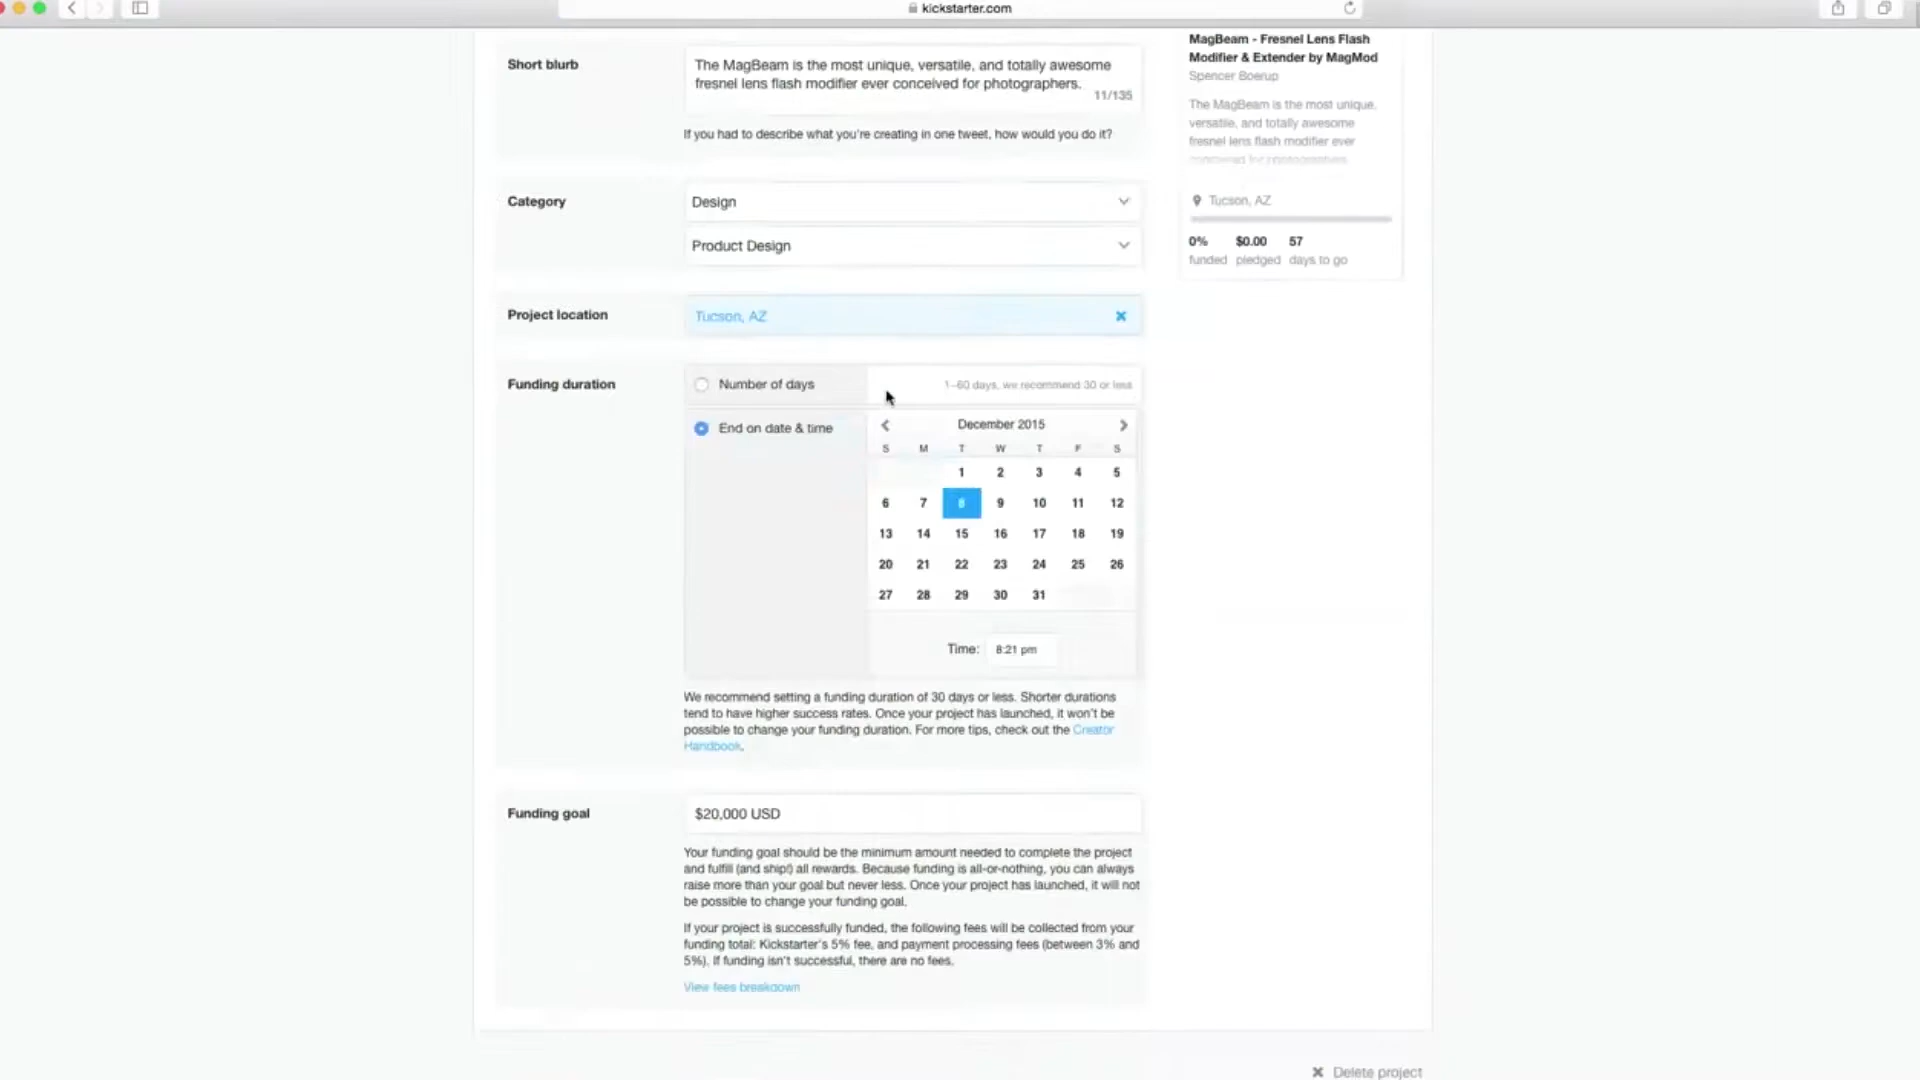 kickstarter.com
Short blurb
The MagBeam is the most unique, versatile, and totally awesome
fresnel lens flash modifier ever conceived for photographers.
11/135
If you had to describe what you're creating in one tweet, how would you do it?
Category
Design
Product Design
Project location
Tucson, AZ
Funding duration
Number of days
1–60 days, we recommend 30 or less
End on date & time
December 2015
S M T W T F S
1 2 3 4 5
6 7 8 9 10 11 12
13 14 15 16 17 18 19
20 21 22 23 24 25 26
27 28 29 30 31
Time: 8:21 pm
We recommend setting a funding duration of 30 days or less. Shorter durations
tend to have higher success rates. Once your project has launched, it won't be
possible to change your funding duration. For more tips, check out the Creator
Handbook.
Funding goal
$20,000 USD
Your funding goal should be the minimum amount needed to complete the project
and fulfill (and ship!) all rewards. Because funding is all-or-nothing, you can always
raise more than your goal but never less. Once your project has launched, it will not
be possible to change your funding goal.
If your project is successfully funded, the following fees will be collected from your
funding total: Kickstarter's 5% fee, and payment processing fees (between 3% and
5%). If funding isn't successful, there are no fees.
View fees breakdown
MagBeam - Fresnel Lens Flash
Modifier & Extender by MagMod
Spencer Boerup
The MagBeam is the most unique,
versatile, and totally awesome
fresnel lens flash modifier ever
conceived for photographers.
Tucson, AZ
0% $0.00 57
funded pledged days to go
Delete project